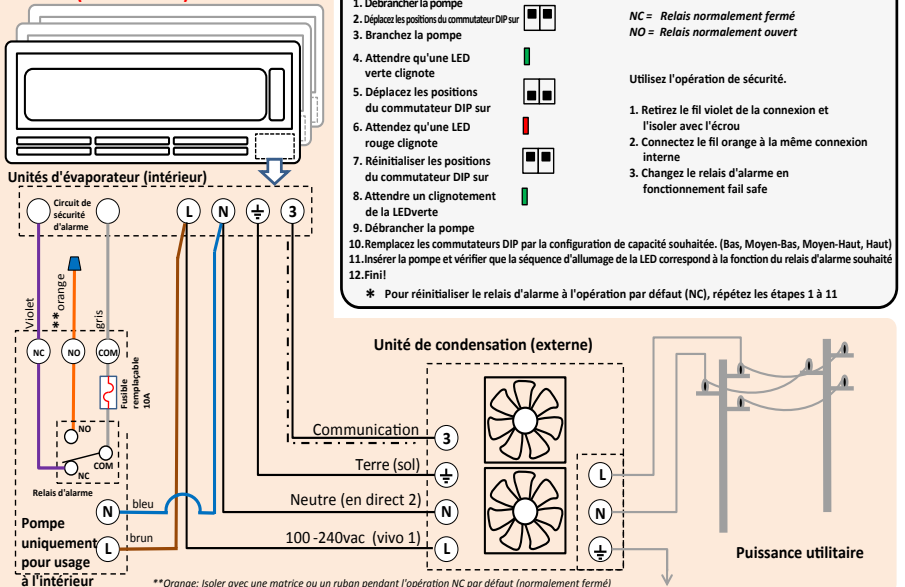 1. Débrancher la pompe
2. Déplacez les positions du commutateur DIP sur
3. Branchez la pompe
4. Attendre qu'une LED
verte clignote
5. Déplacez les positions
du commutateur DIP sur
6. Attendez qu'une LED
rouge clignote
7. Réinitialiser les positions
du commutateur DIP sur
8. Attendre un clignotement
de la LEDverte
9. Débrancher la pompe
10.Remplacez les commutateurs DIP par la configuration de capacité souhaitée. (Bas, Moyen-Bas, Moyen-Haut, Haut)
11.Insérer la pompe et vérifier que la séquence d'allumage de la LED correspond à la fonction du relais d'alarme souhaité
12.Fini!
* Pour réinitialiser le relais d'alarme à l'opération par défaut (NC), répétez les étapes 1 à 11
NC = Relais normalement fermé
NO = Relais normalement ouvert
Utilisez l'opération de sécurité.
1. Retirez le fil violet de la connexion et
l'isoler avec l'écrou
2. Connectez le fil orange à la même connexion
interne
3. Changez le relais d'alarme en
fonctionnement fail safe
Unités d'évaporateur (intérieur)
Circuit de
sécurité
d'alarme
L
N
3
Violet
**orange
gris
NC
NO
COM
Fusible
remplaçable
10A
NO
COM
NC
Relais d'alarme
N
bleu
L
brun
Pompe
uniquement
pour usage
à l'intérieur
Unité de condensation (externe)
Communication
3
Terre (sol)
Neutre (en direct 2)
N
100 -240vac (vivo 1)
L
L
N
Puissance utilitaire
**Orange: Isoler avec une matrice ou un ruban pendant l'opération NC par défaut (normalement fermé)